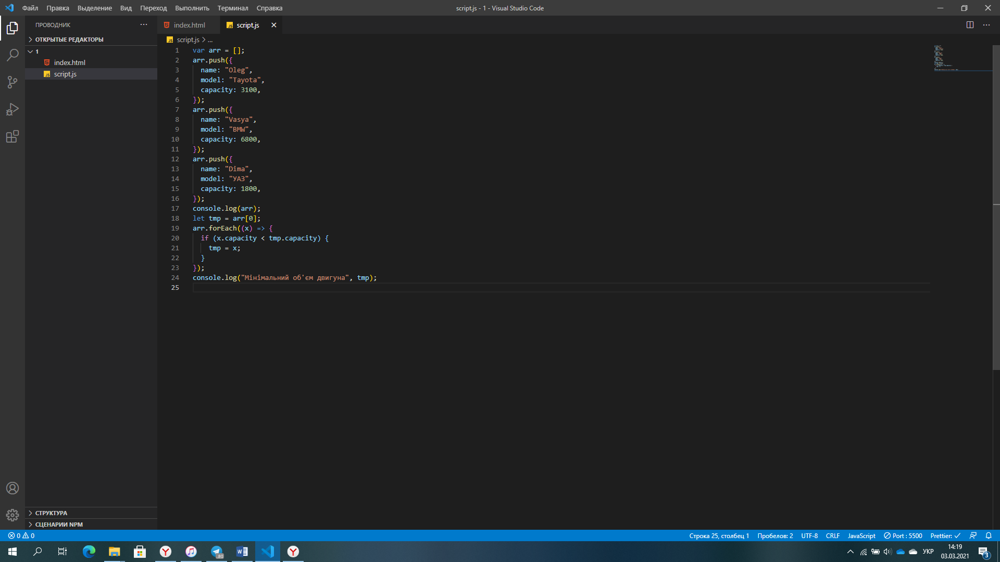 Файл Правка Выделение Вид Переход Выполнить Терминал Справка
script.js - 1 - Visual Studio Code
ПРОВОДНИК
index.html
script.js
ОТКРЫТЫЕ РЕДАКТОРЫ
1
index.html
script.js
script.js > ...
1 var arr = [];
2 arr.push({
3 name: "Oleg",
4 model: "Tayota",
5 capacity: 3100,
6 });
7 arr.push({
8 name: "Vasya",
9 model: "BMW",
10 capacity: 6800,
11 });
12 arr.push({
13 name: "Dima",
14 model: "УАЗ",
15 capacity: 1800,
16 });
17 console.log(arr);
18 let tmp = arr[0];
19 arr.forEach((x) => {
20 if (x.capacity < tmp.capacity) {
21 tmp = x;
22 }
23 });
24 console.log("Мінімальний об'єм двигуна", tmp);
25
СТРУКТУРА
СЦЕНАРИИ NPM
0 0
Строка 25, столбец 1 Пробелов: 2 UTF-8 CRLF JavaScript Port : 5500 Prettier: ✓
80
УКР
14:19
03.03.2021
3